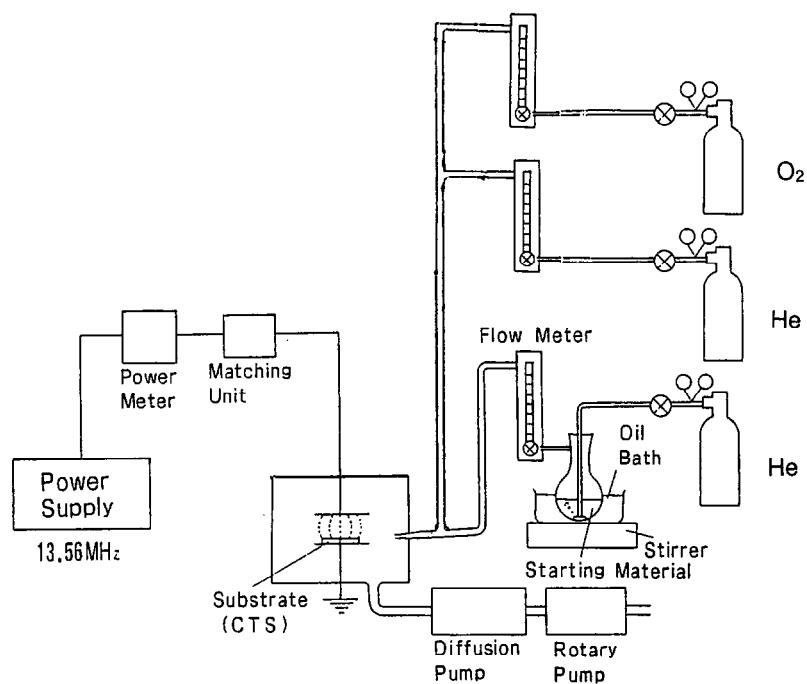 O₂
He
Flow Meter
He
Power
Meter
Matching
Unit
Oil
Bath
Power
Supply
13.56MHz
Stirrer
Starting Material
Substrate
(CTS)
Diffusion
Pump
Rotary
Pump